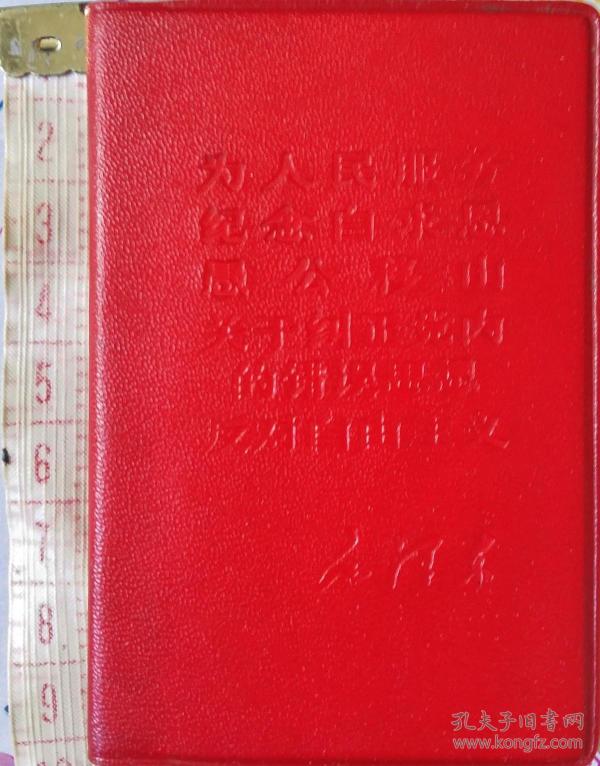 为人民服务
纪念白求恩
愚公移山
关于纠正党内
的错误思想
反对自由主义
毛泽东
2
3
4
5
6
7
8
9
孔夫子旧书网
www.kongfz.com